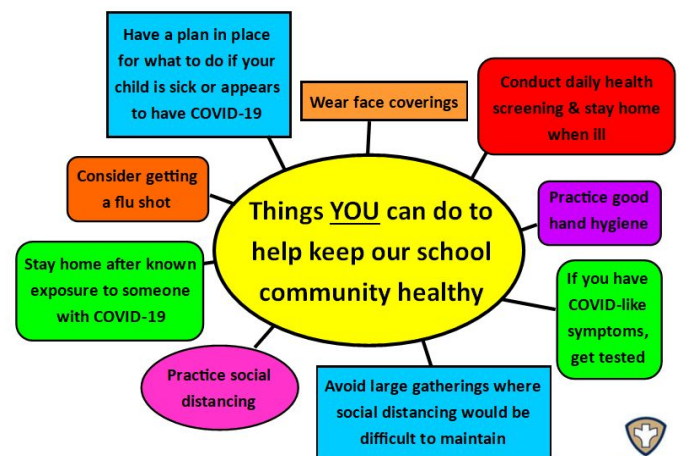 Have a plan in place
for what to do if your
child is sick or appears
to have COVID-19
Wear face coverings
Conduct daily health
screening & stay home
when ill
Consider getting
a flu shot
Things YOU can do to
help keep our school
community healthy
Practice good
hand hygiene
Stay home after known
exposure to someone
with COVID-19
If you have
COVID-like
symptoms,
get tested
Practice social
distancing
Avoid large gatherings where
social distancing would be
difficult to maintain